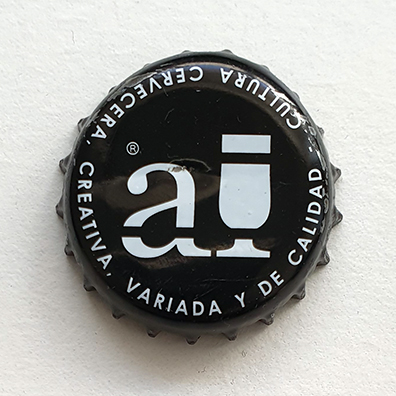 CULTURA CERVECERA, CREATIVA, VARIADA Y DE CALIDAD...
ai
®